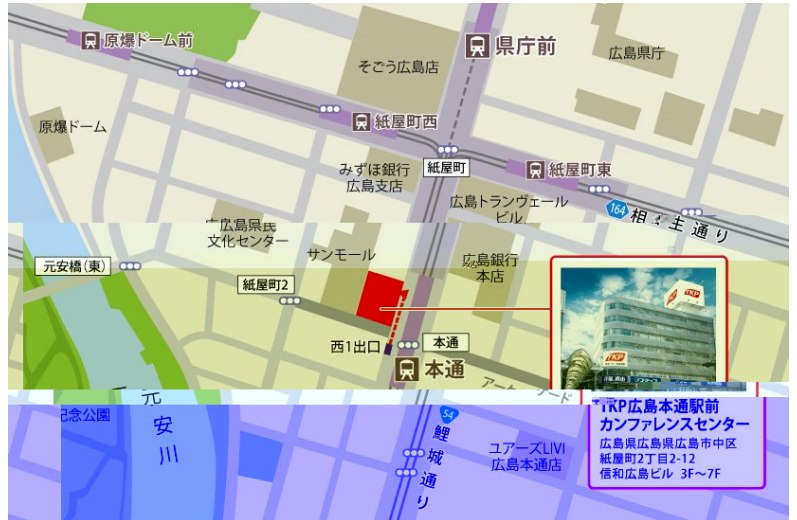 原爆ドーム前
県庁前
そごう広島店
広島県庁
原爆ドーム
紙屋町西
紙屋町
紙屋町東
みずほ銀行
広島支店
広島トランヴェール
ビル
164
相生通り
広島県民
文化センター
サンモール
広島銀行
本店
元安橋(東)
紙屋町2
TKP
TKP
西1出口
本通
本通
アーケード
元安川
記念公園
54
鯉城通り
ユアーズLIVI
広島本通店
TKP広島本通駅前
カンファレンスセンター
広島県広島県広島市中区
紙屋町2丁目2-12
信和広島ビル 3F~7F